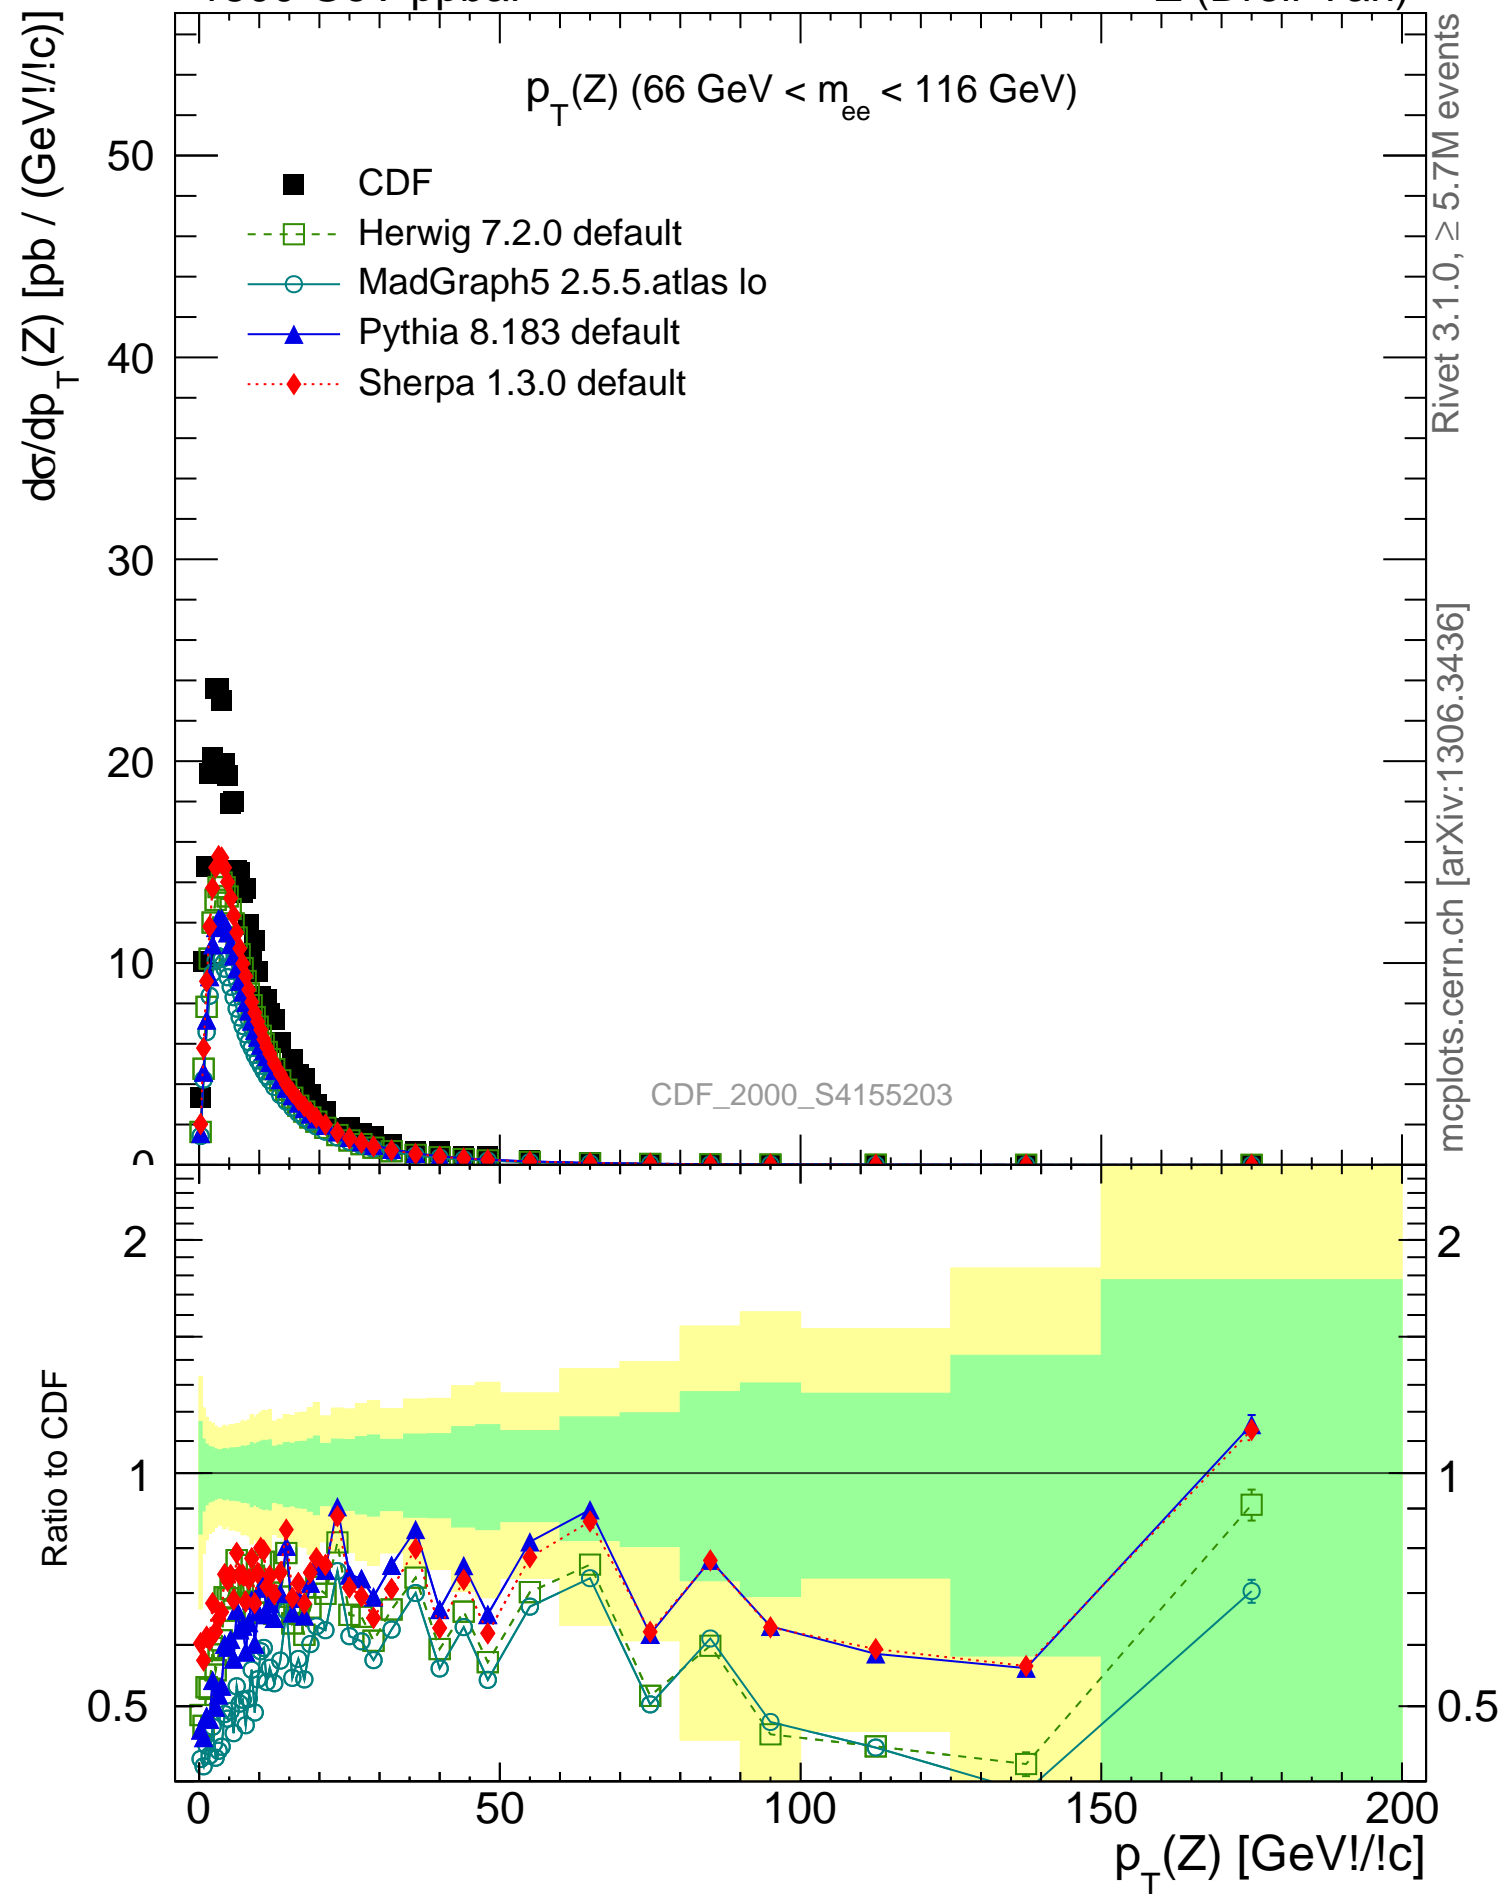 dσ/dp_T(Z) [pb / (GeV!/!c)]
p_T(Z) (66 GeV < m_ee < 116 GeV)
CDF
Herwig 7.2.0 default
MadGraph5 2.5.5.atlas lo
Pythia 8.183 default
Sherpa 1.3.0 default
50
40
30
20
10
0
CDF_2000_S4155203
Rivet 3.1.0, ≥ 5.7M events
mcplots.cern.ch [arXiv:1306.3436]
Ratio to CDF
2
1
0.5
2
1
0.5
0
50
100
150
200
p_T(Z) [GeV!/!c]